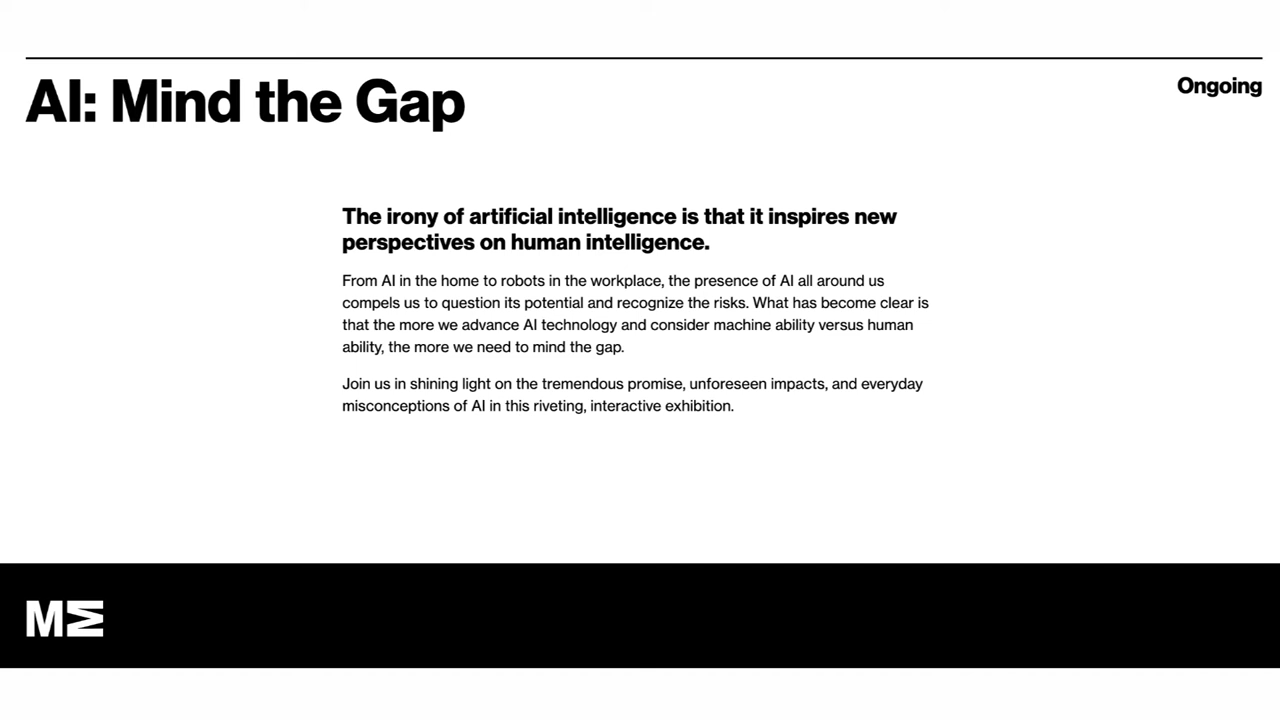 AI: Mind the Gap
Ongoing
The irony of artificial intelligence is that it inspires new
perspectives on human intelligence.
From AI in the home to robots in the workplace, the presence of AI all around us
compels us to question its potential and recognize the risks. What has become clear is
that the more we advance AI technology and consider machine ability versus human
ability, the more we need to mind the gap.
Join us in shining light on the tremendous promise, unforeseen impacts, and everyday
misconceptions of AI in this riveting, interactive exhibition.
MM